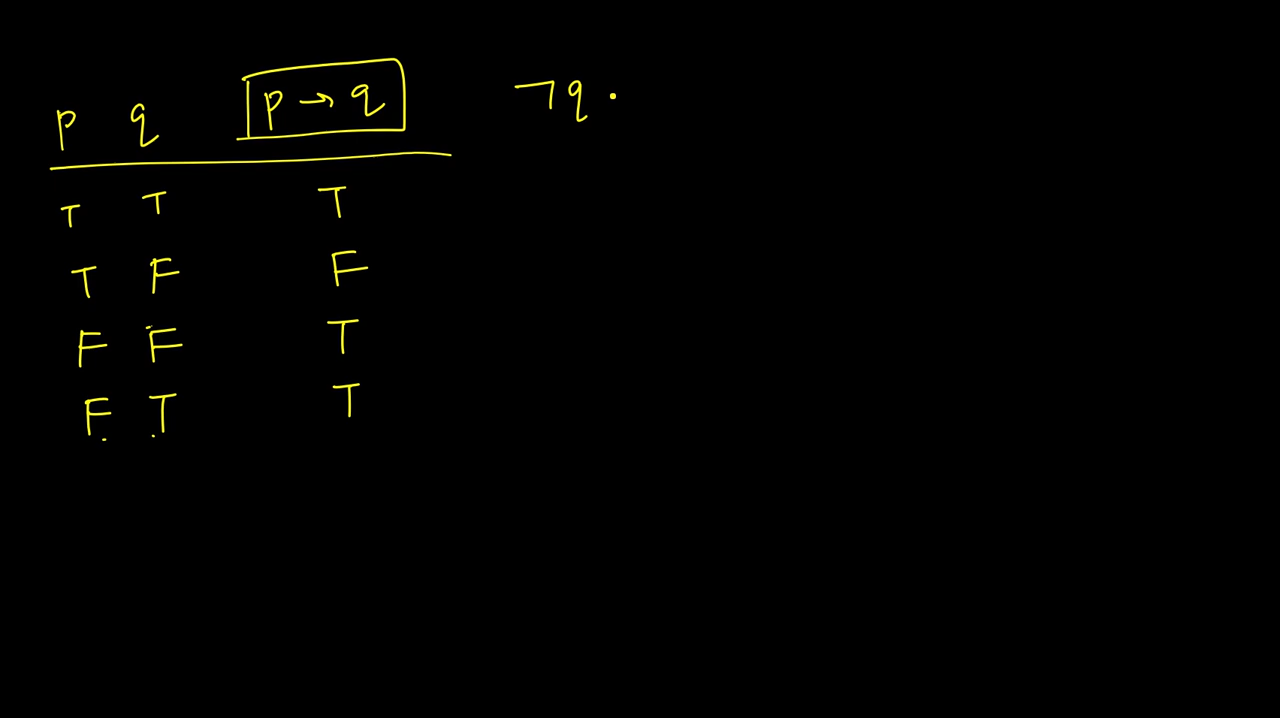 p q p → q ¬q
T T T
T F F
F F T
F T T